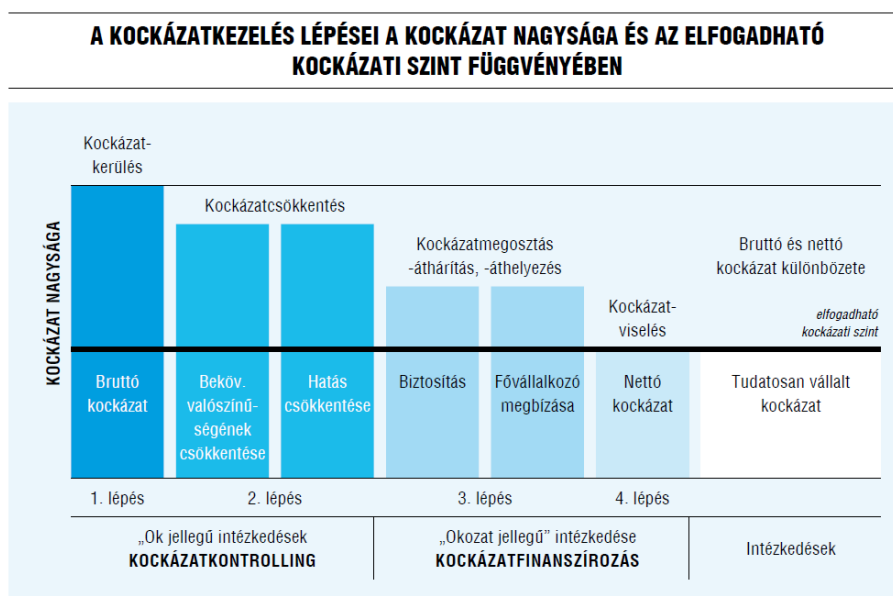 A KOCKÁZATKEZELÉS LÉPÉSEI A KOCKÁZAT NAGYSÁGA ÉS AZ ELFOGADHATÓ
KOCKÁZATI SZINT FÜGGVÉNYÉBEN
KOCKÁZAT NAGYSÁGA
Kockázat-
kerülés
Kockázatcsökkentés
Kockázatmegosztás
-áthárítás, -áthelyezés
Kockázat-
viselés
Bruttó és nettó
kockázat különbözete
elfogadható
kockázati szint
Bruttó
kockázat
Beköv.
valószínű-
ségének
csökkentése
Hatás
csökkentése
Biztosítás
Fővállalkozó
megbízása
Nettó
kockázat
Tudatosan vállalt
kockázat
1. lépés
2. lépés
3. lépés
4. lépés
„Ok jellegű intézkedések
KOCKÁZATKONTROLLING
„Okozat jellegű” intézkedése
KOCKÁZATFINANSZÍROZÁS
Intézkedések